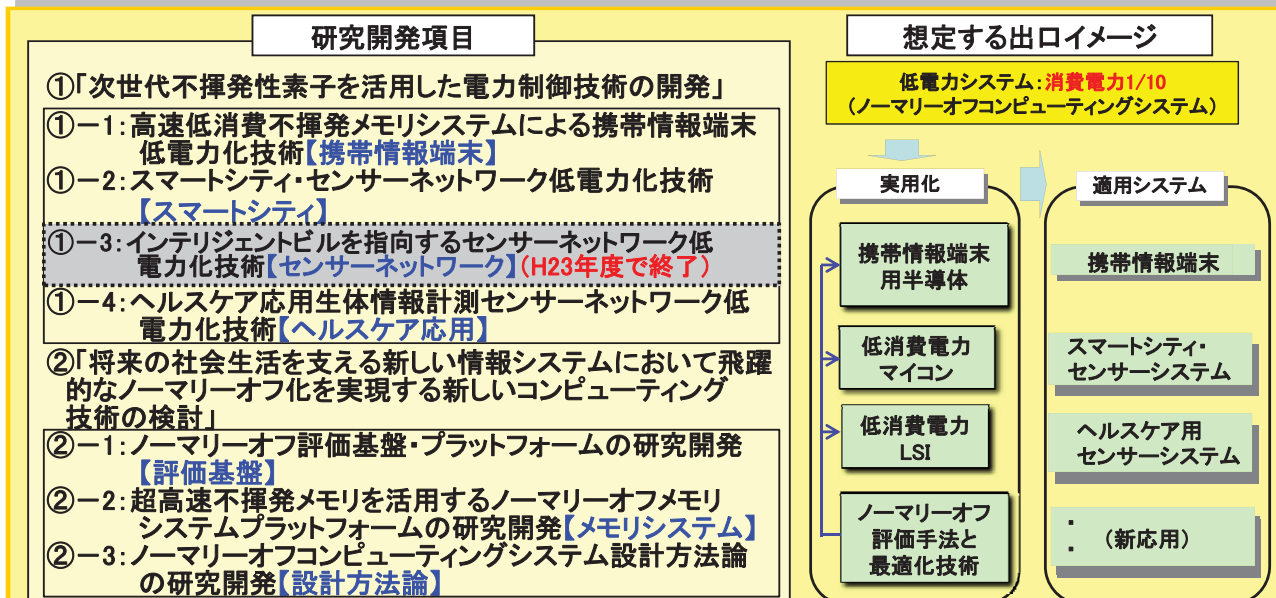 研究開発項目
①「次世代不揮発性素子を活用した電力制御技術の開発」
①－1：高速低消費不揮発メモリシステムによる携帯情報端末
低電力化技術【携帯情報端末】
①－2：スマートシティ・センサーネットワーク低電力化技術
【スマートシティ】
①－3：インテリジェントビルを指向するセンサーネットワーク低
電力化技術【センサーネットワーク】（H23年度で終了）
①－4：ヘルスケア応用生体情報計測センサーネットワーク低
電力化技術【ヘルスケア応用】
②「将来の社会生活を支える新しい情報システムにおいて飛躍
的なノーマリーオフ化を実現する新しいコンピューティング
技術の検討」
②－1：ノーマリーオフ評価基盤・プラットフォームの研究開発
【評価基盤】
②－2：超高速不揮発メモリを活用するノーマリーオフメモリ
システムプラットフォームの研究開発【メモリシステム】
②－3：ノーマリーオフコンピューティングシステム設計方法論
の研究開発【設計方法論】
想定する出口イメージ
低電力システム：消費電力1/10
（ノーマリーオフコンピューティングシステム）
実用化
携帯情報端末
用半導体
低消費電力
マイコン
低消費電力
LSI
ノーマリーオフ
評価手法と
最適化技術
適用システム
携帯情報端末
スマートシティ・
センサーシステム
ヘルスケア用
センサーシステム
：（新応用）